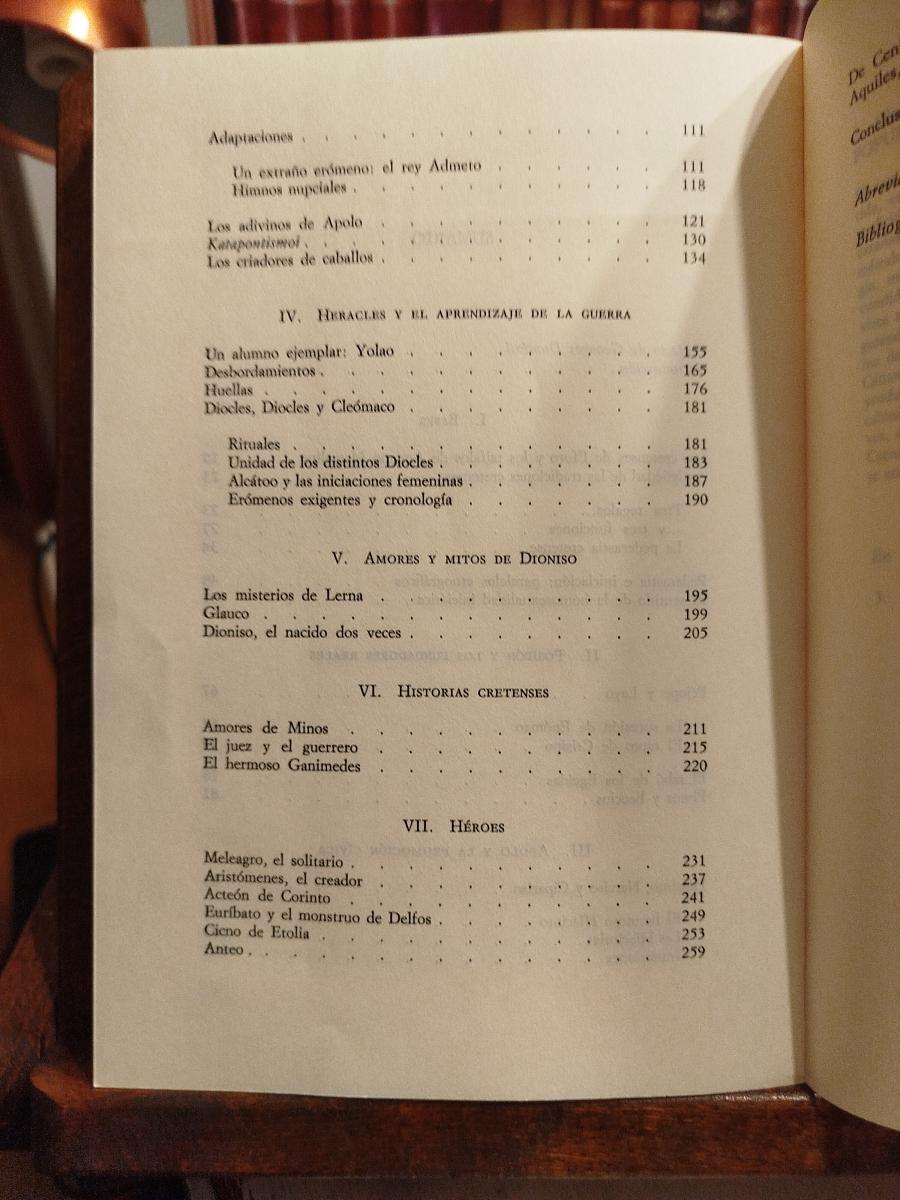 Adaptaciones . . . . . . . . . . . . . 111
Un extraño erómeno: el rey Admeto . . . . . . 111
Himnos nupciales . . . . . . . . . . . 118
Los adivinos de Apolo . . . . . . . . . . 121
Katapontismoí . . . . . . . . . . . . . 130
Los criadores de caballos . . . . . . . . . . 134
IV. Heracles y el aprendizaje de la guerra
Un alumno ejemplar: Yolao . . . . . . . . . 155
Desbordamientos . . . . . . . . . . . . 165
Huellas . . . . . . . . . . . . . . 176
Diocles, Diocles y Cleómaco . . . . . . . . . 181
Rituales . . . . . . . . . . . . . 181
Unidad de los distintos Diocles . . . . . . . . 183
Alcátoo y las iniciaciones femeninas . . . . . . . 187
Erómenos exigentes y cronología . . . . . . . 190
V. Amores y mitos de Dioniso
Los misterios de Lerna . . . . . . . . . . 195
Glauco . . . . . . . . . . . . . . 199
Dioniso, el nacido dos veces . . . . . . . . . 205
VI. Historias cretenses
Amores de Minos . . . . . . . . . . . 211
El juez y el guerrero . . . . . . . . . . 215
El hermoso Ganimedes . . . . . . . . . . 220
VII. Héroes
Meleagro, el solitario . . . . . . . . . . . 231
Aristómenes, el creador . . . . . . . . . . 237
Acteón de Corinto . . . . . . . . . . . 241
Euríbato y el monstruo de Delfos . . . . . . . . 249
Cicno de Etolia . . . . . . . . . . . . 253
Anteo . . . . . . . . . . . . . . . 259
De Cen
Aquiles,
Conclus
Abrevia
Bibliog